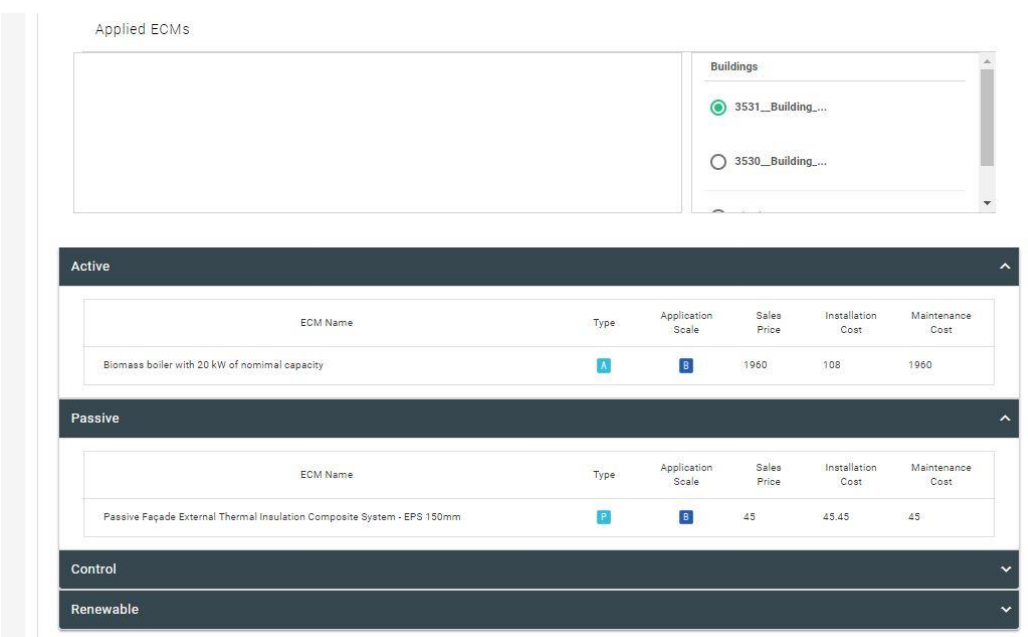 Applied ECMs
Buildings
3531__Building_...
3530__Building_...
Active
ECM Name Type Application Scale Sales Price Installation Cost Maintenance Cost
Biomass boiler with 20 kW of nomimal capacity A B 1960 108 1960
Passive
ECM Name Type Application Scale Sales Price Installation Cost Maintenance Cost
Passive Façade External Thermal Insulation Composite System - EPS 150mm P B 45 45.45 45
Control
Renewable